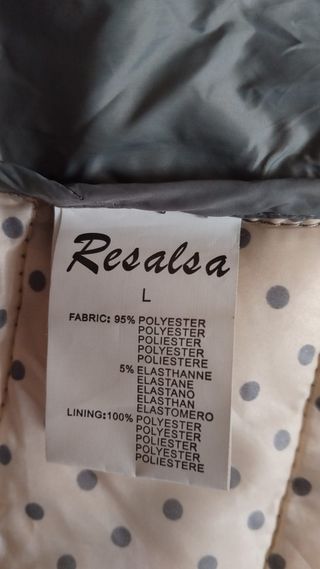 Resalsa
L
FABRIC: 95% POLYESTER
POLYESTER
POLIESTER
POLYESTER
POLIESTERE
5% ELASTHANNE
ELASTANE
ELASTANO
ELASTHAN
ELASTOMERO
LINING:100% POLYESTER
POLYESTER
POLIESTER
POLYESTER
POLIESTERE